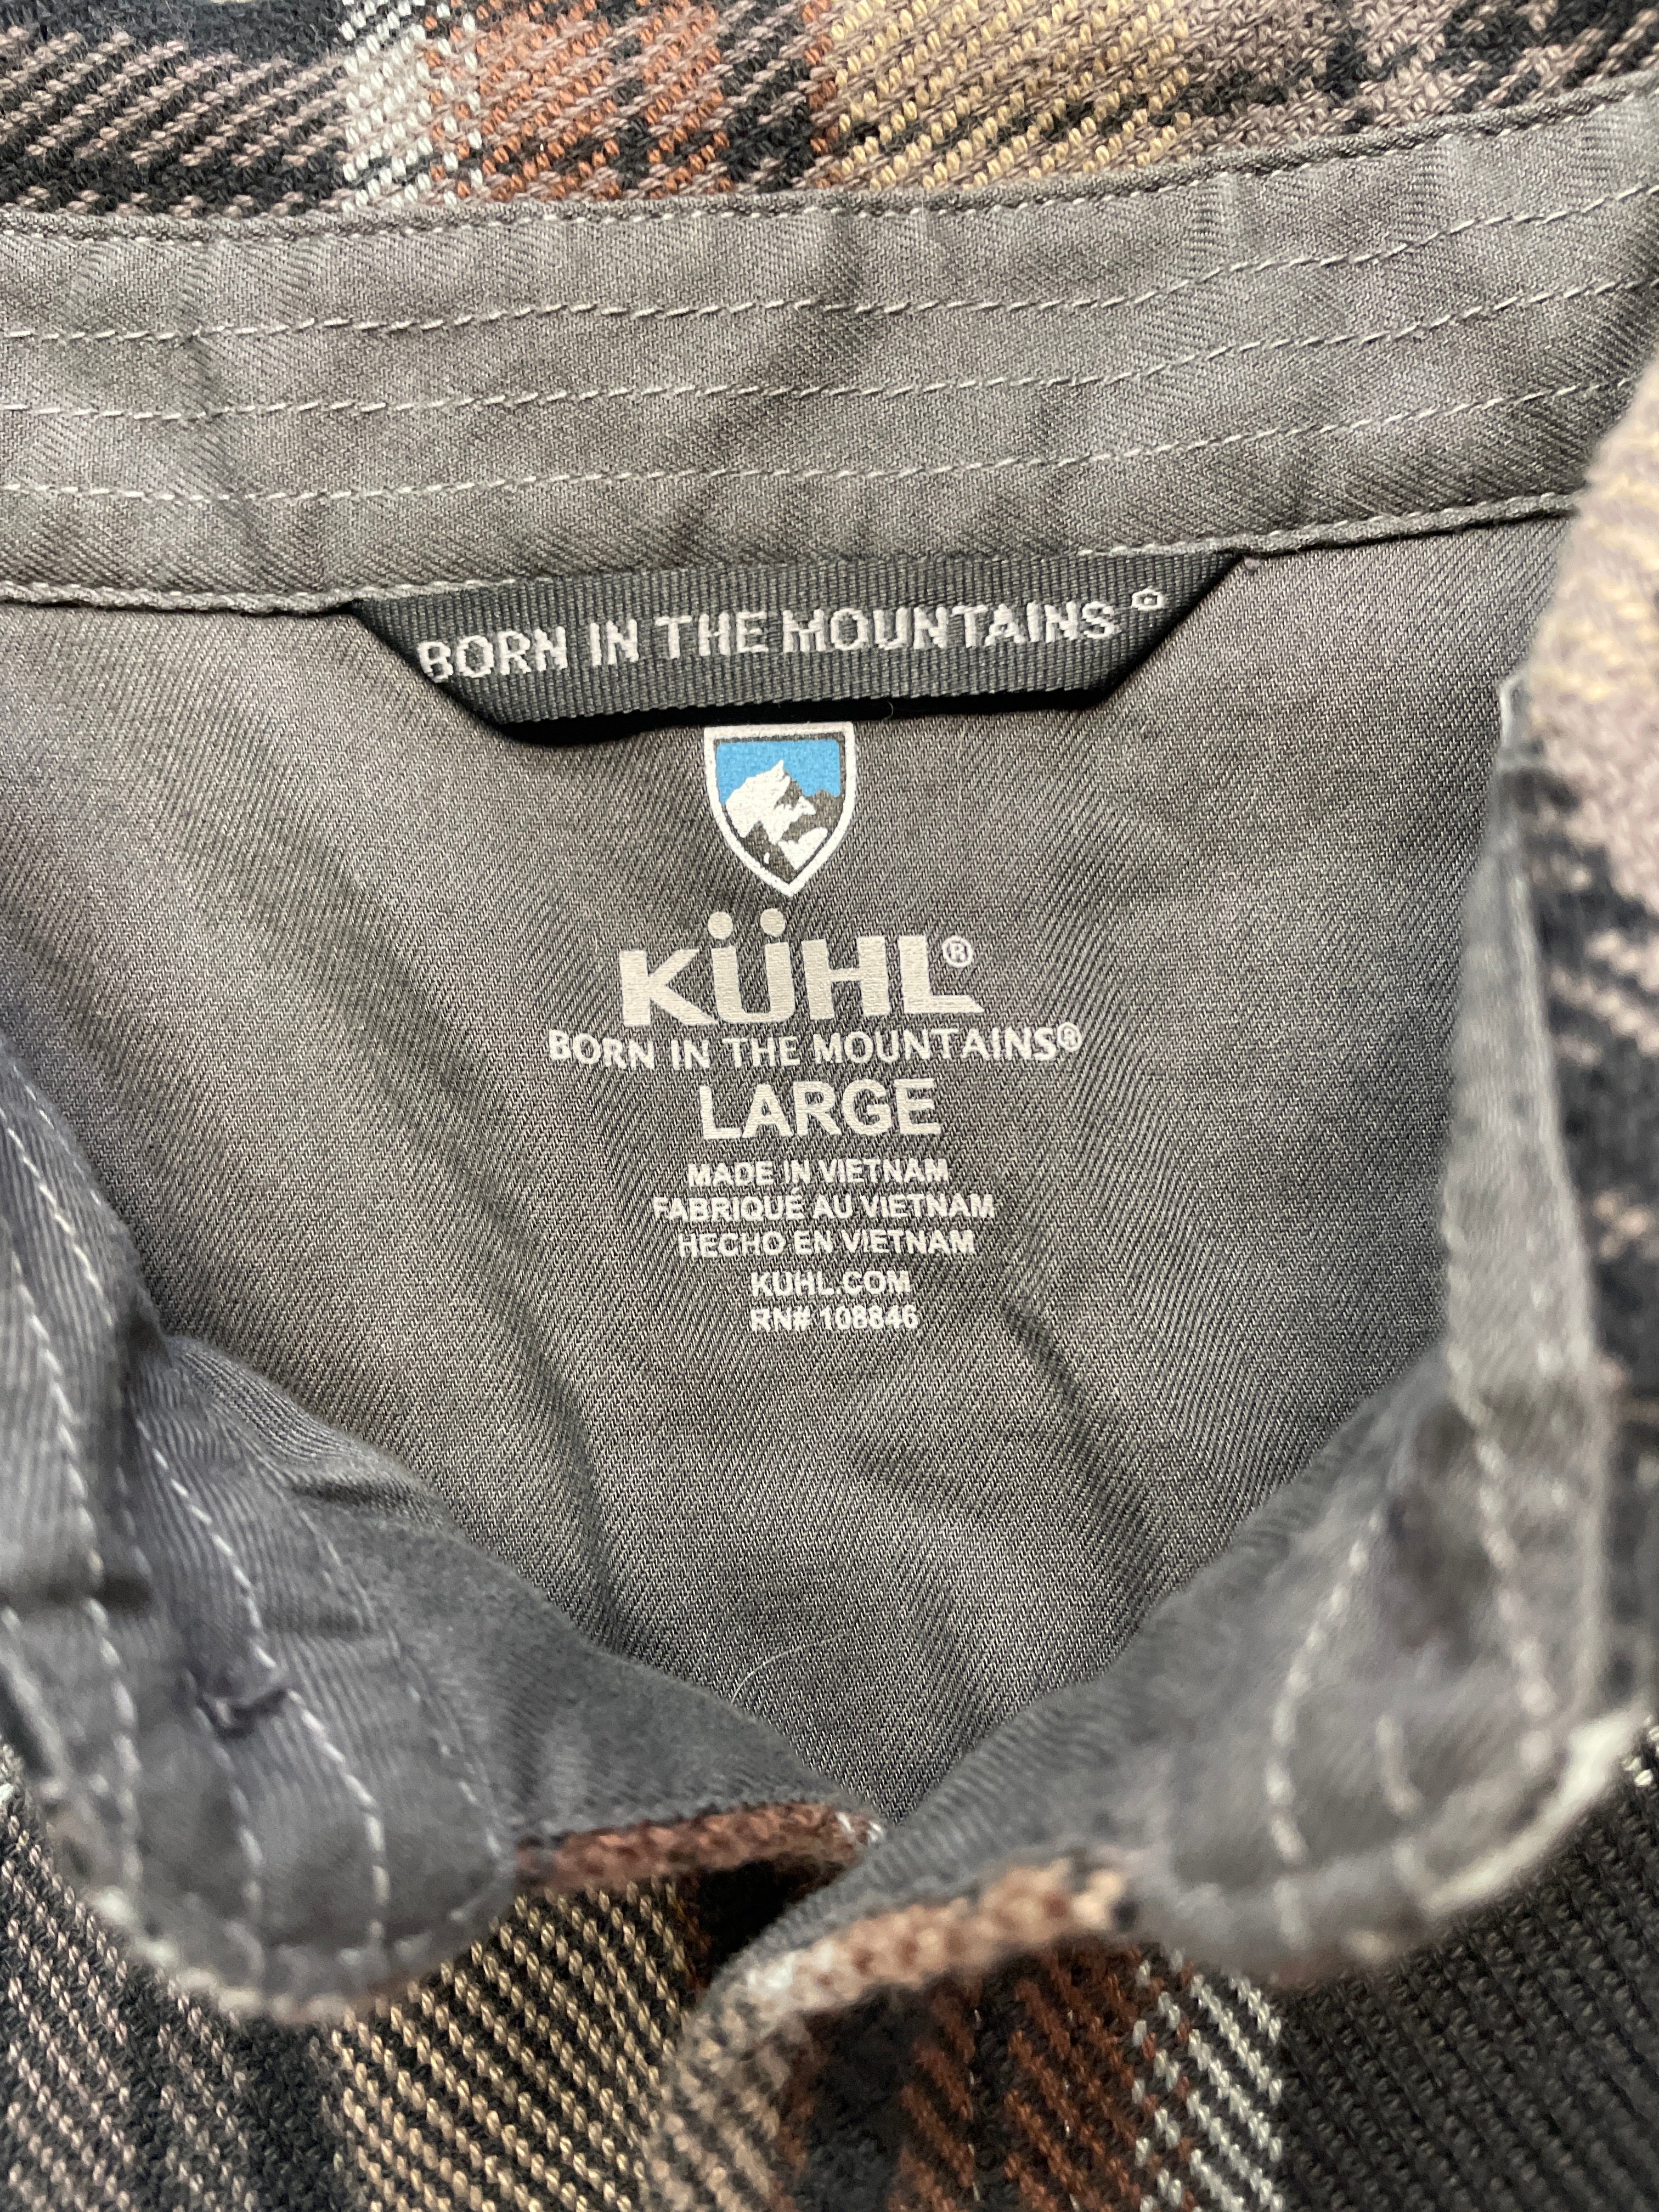 BORN IN THE MOUNTAINS®
KÜHL®
BORN IN THE MOUNTAINS®
LARGE
MADE IN VIETNAM
FABRIQUÉ AU VIETNAM
HECHO EN VIETNAM
KUHL.COM
RN# 108846